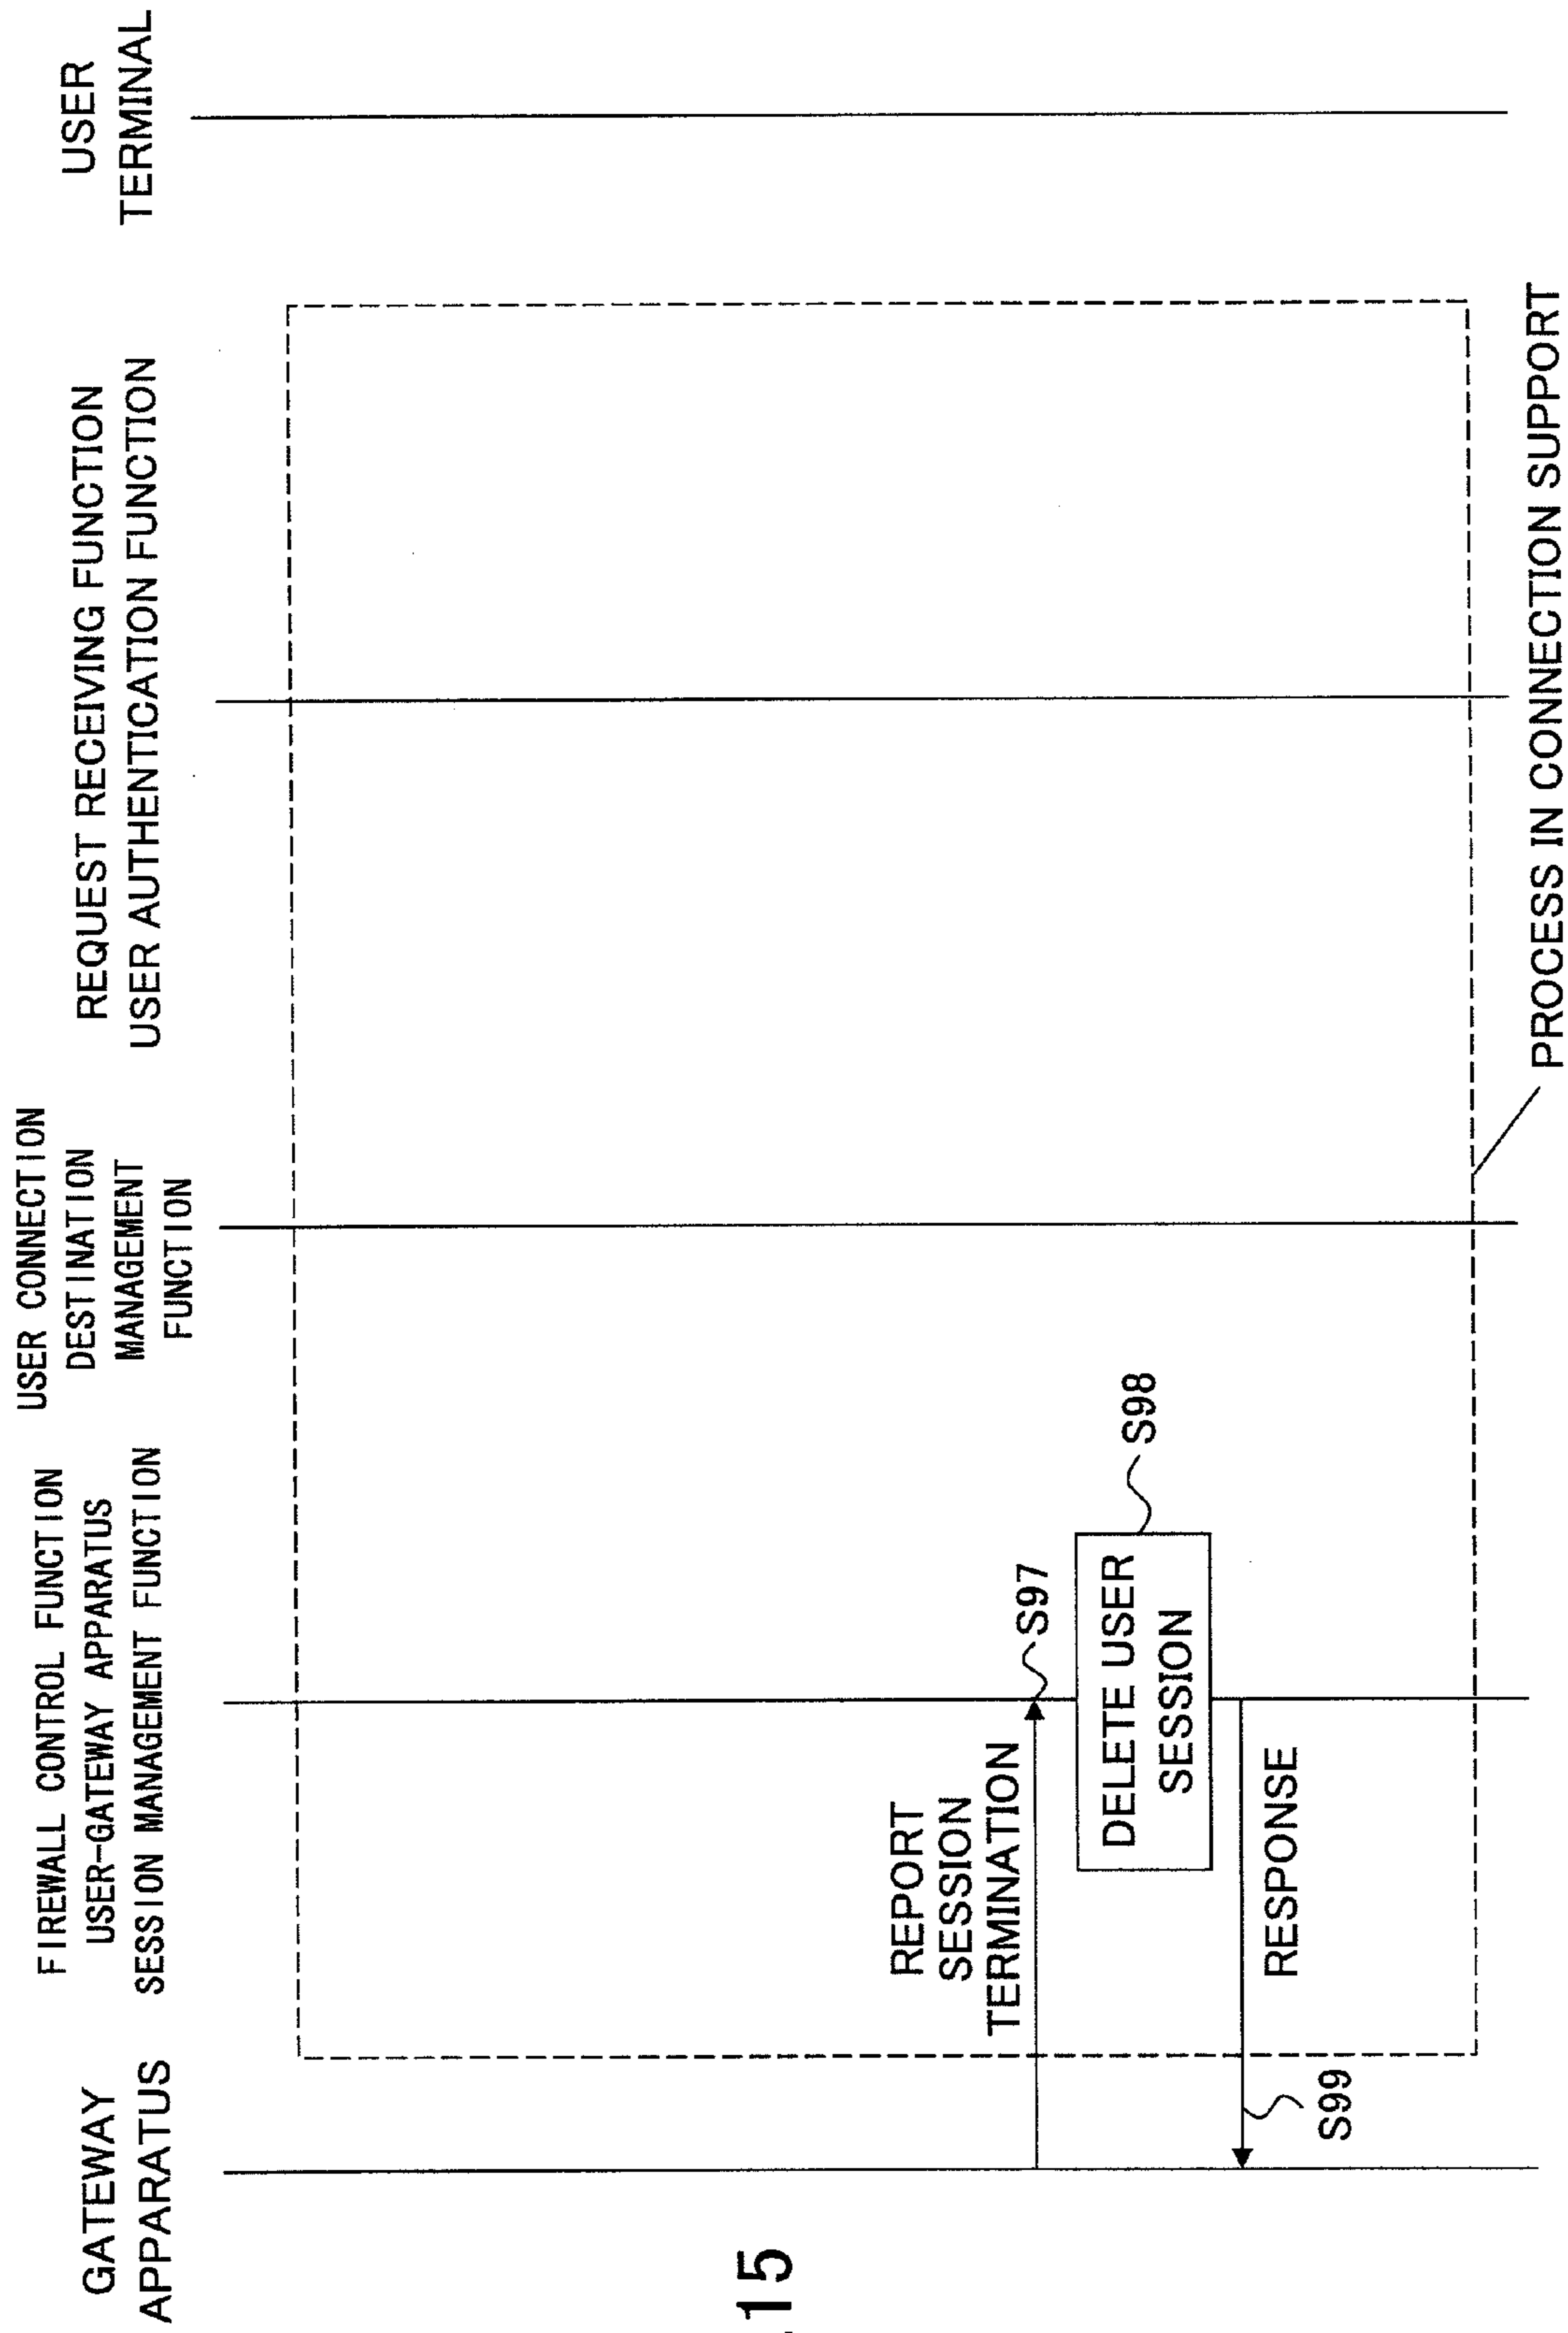 GATEWAY
APPARATUS
FIREWALL CONTROL FUNCTION
USER-GATEWAY APPARATUS
SESSION MANAGEMENT FUNCTION
USER CONNECTION
DESTINATION
MANAGEMENT
FUNCTION
REQUEST RECEIVING FUNCTION
USER AUTHENTICATION FUNCTION
USER
TERMINAL
REPORT
SESSION
TERMINATION
S97
DELETE USER
SESSION
S98
RESPONSE
S99
PROCESS IN CONNECTION SUPPORT
.15